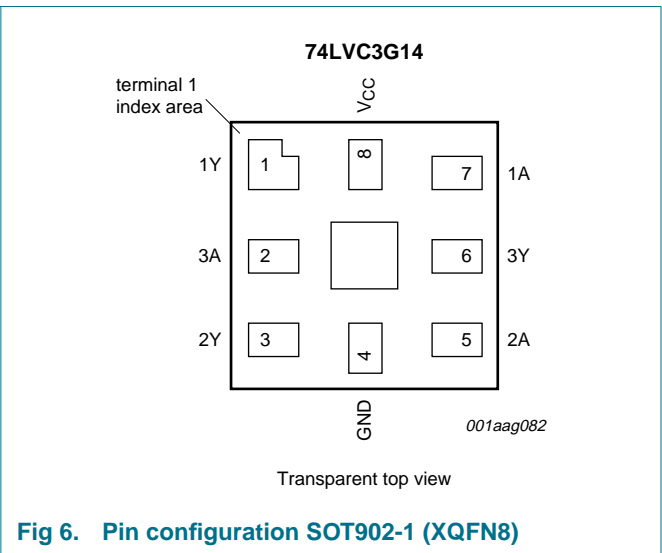 74LVC3G14
terminal 1
index area
VCC
1Y 1 8 7 1A
3A 2 6 3Y
2Y 3 4 5 2A
GND
001aag082
Transparent top view
Fig 6. Pin configuration SOT902-1 (XQFN8)